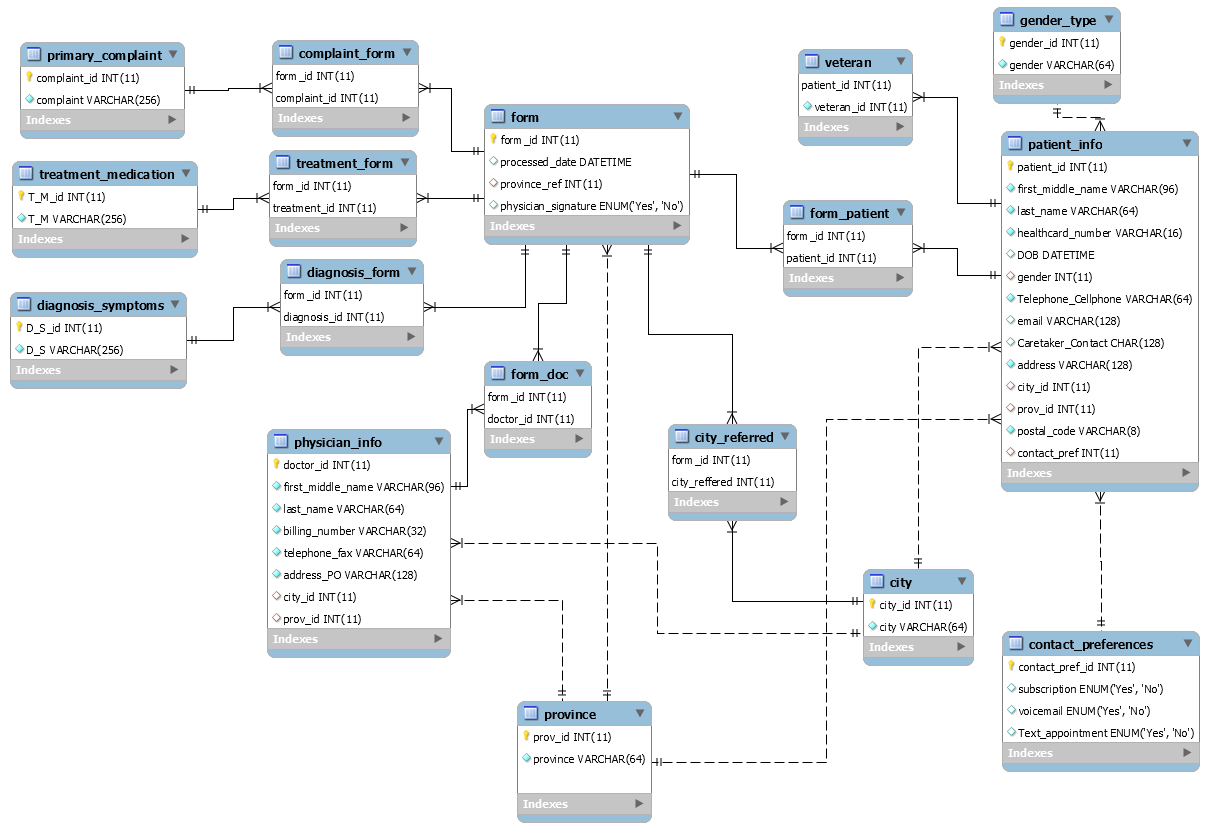 primary_complaint
complaint_id INT(11)
complaint VARCHAR(256)
Indexes
complaint_form
form_id INT(11)
complaint_id INT(11)
Indexes
form
form_id INT(11)
processed_date DATETIME
province_ref INT(11)
physician_signature ENUM('Yes', 'No')
Indexes
veteran
patient_id INT(11)
veteran_id INT(11)
Indexes
gender_type
gender_id INT(11)
gender VARCHAR(64)
Indexes
treatment_medication
T_M_id INT(11)
T_M VARCHAR(256)
Indexes
treatment_form
form_id INT(11)
treatment_id INT(11)
Indexes
form_patient
form_id INT(11)
patient_id INT(11)
Indexes
patient_info
patient_id INT(11)
first_middle_name VARCHAR(96)
last_name VARCHAR(64)
healthcard_number VARCHAR(16)
DOB DATETIME
gender INT(11)
Telephone_Cellphone VARCHAR(64)
email VARCHAR(128)
Caretaker_Contact CHAR(128)
address VARCHAR(128)
city_id INT(11)
prov_id INT(11)
postal_code VARCHAR(8)
contact_pref INT(11)
Indexes
diagnosis_symptoms
D_S_id INT(11)
D_S VARCHAR(256)
Indexes
diagnosis_form
form_id INT(11)
diagnosis_id INT(11)
Indexes
form_doc
form_id INT(11)
doctor_id INT(11)
Indexes
physician_info
doctor_id INT(11)
first_middle_name VARCHAR(96)
last_name VARCHAR(64)
billing_number VARCHAR(32)
telephone_fax VARCHAR(64)
address_PO VARCHAR(128)
city_id INT(11)
prov_id INT(11)
Indexes
city_referred
form_id INT(11)
city_reffered INT(11)
Indexes
city
city_id INT(11)
city VARCHAR(64)
Indexes
province
prov_id INT(11)
province VARCHAR(64)
Indexes
contact_preferences
contact_pref_id INT(11)
subscription ENUM('Yes', 'No')
voicemail ENUM('Yes', 'No')
Text_appointment ENUM('Yes', 'No')
Indexes